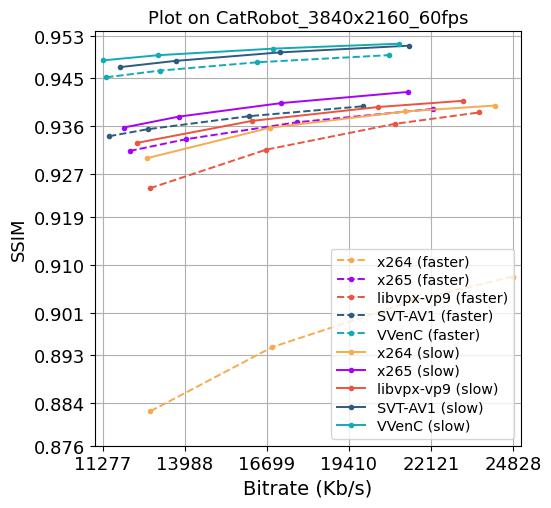 Plot on CatRobot_3840x2160_60fps
0.953
0.945
0.936
0.927
0.919
0.910
0.901
0.893
0.884
0.876
SSIM
x264 (faster)
x265 (faster)
libvpx-vp9 (faster)
SVT-AV1 (faster)
VVenC (faster)
x264 (slow)
x265 (slow)
libvpx-vp9 (slow)
SVT-AV1 (slow)
VVenC (slow)
11277 13988 16699 19410 22121 24828
Bitrate (Kb/s)